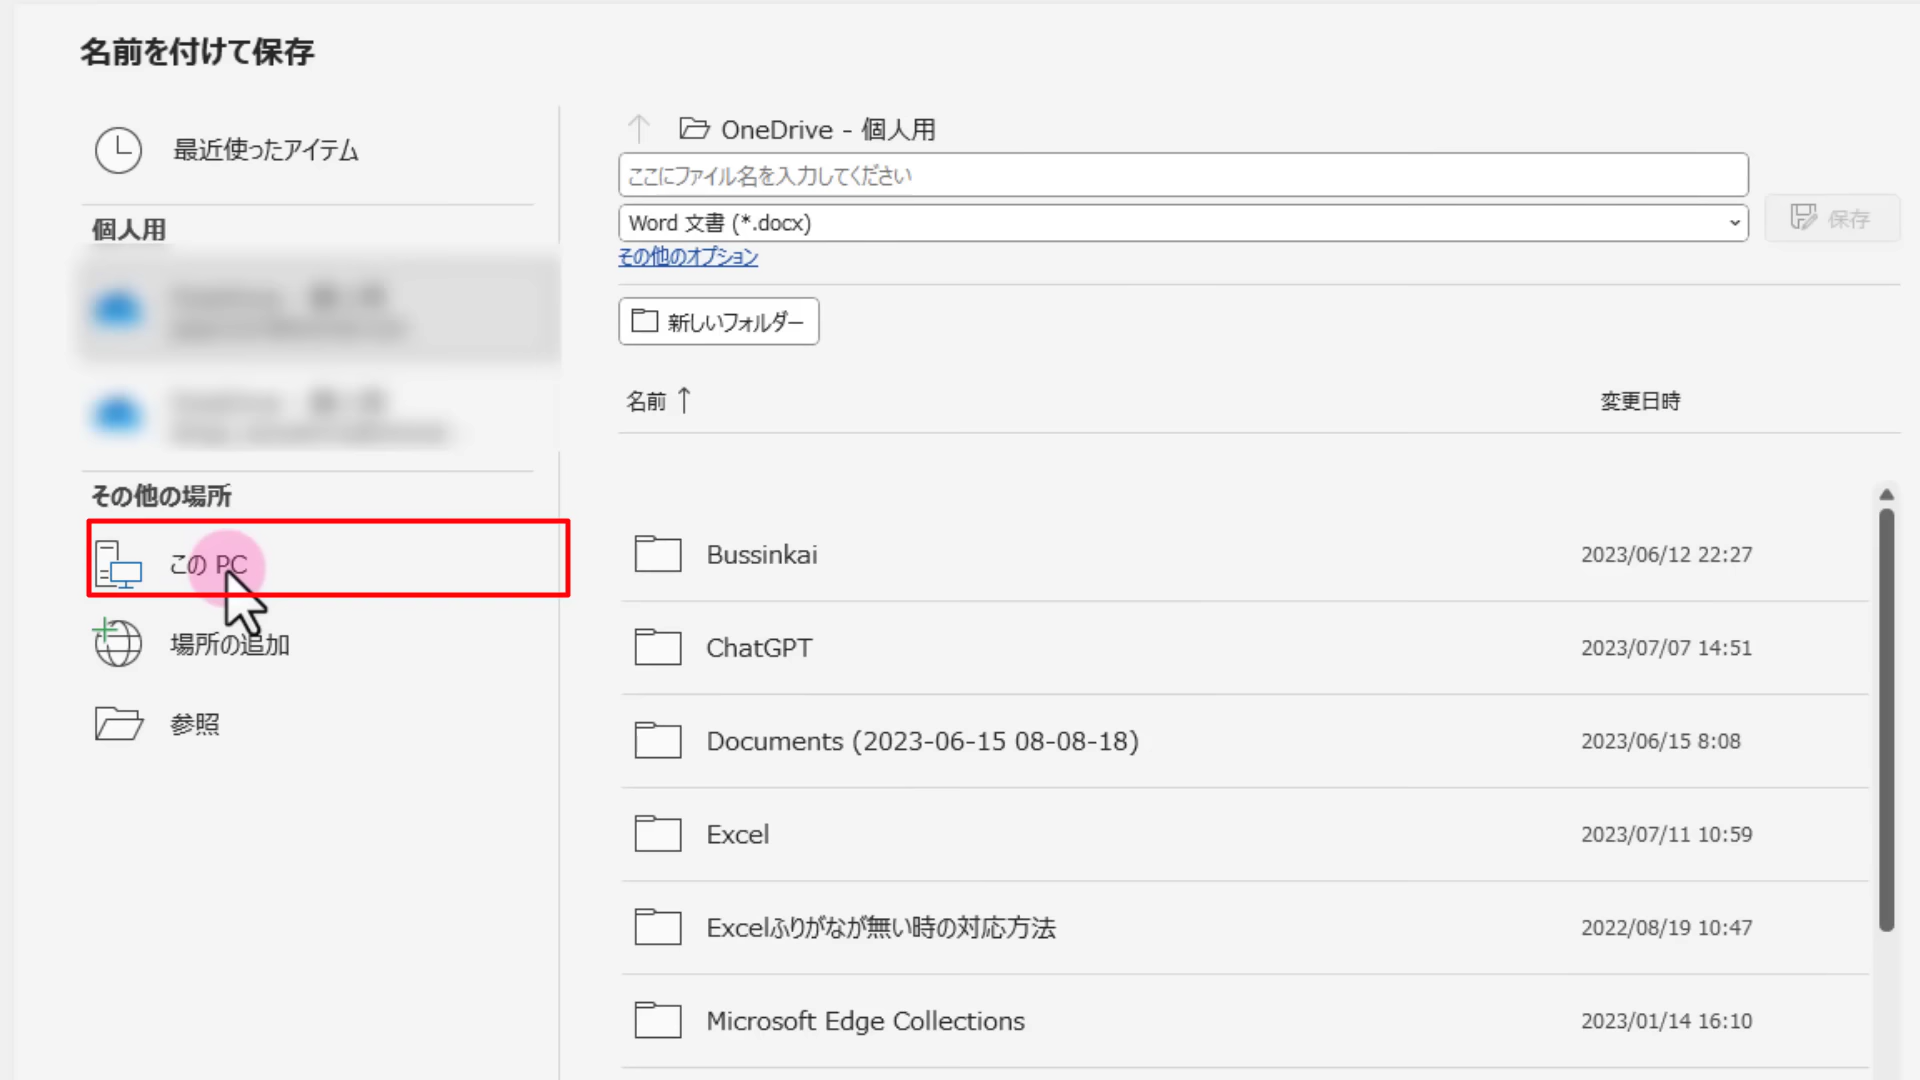 名前を付けて保存
最近使ったアイテム
個人用
その他の場所
この PC
場所の追加
参照
OneDrive - 個人用
ここにファイル名を入力してください
Word 文書 (*.docx)
保存
その他のオプション
新しいフォルダー
名前 ↑ 変更日時
Bussinkai 2023/06/12 22:27
ChatGPT 2023/07/07 14:51
Documents (2023-06-15 08-08-18) 2023/06/15 8:08
Excel 2023/07/11 10:59
Excelふりがなが無い時の対応方法 2022/08/19 10:47
Microsoft Edge Collections 2023/01/14 16:10